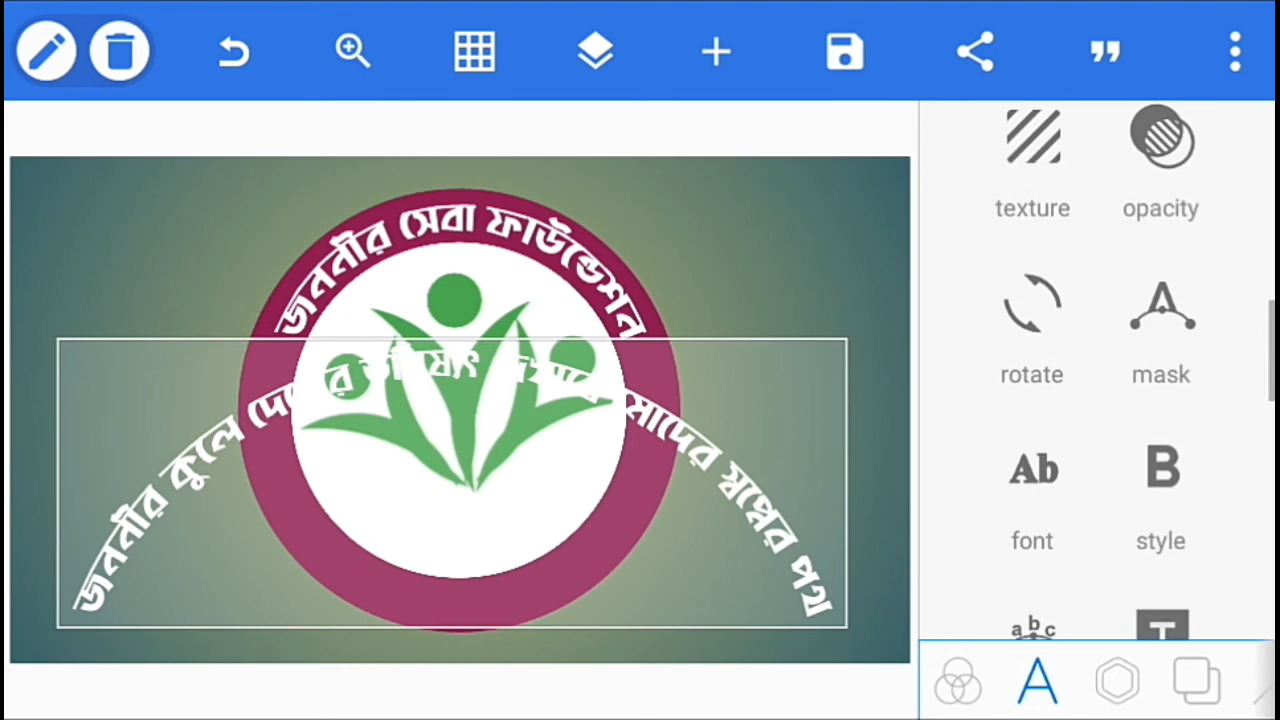 texture
opacity
জননীর সেবা ফাউন্ডেশন
rotate
mask
জননীর কুলে মোদের স্বপ্নের পথ
Ab
B
font
style
a b c
T
A